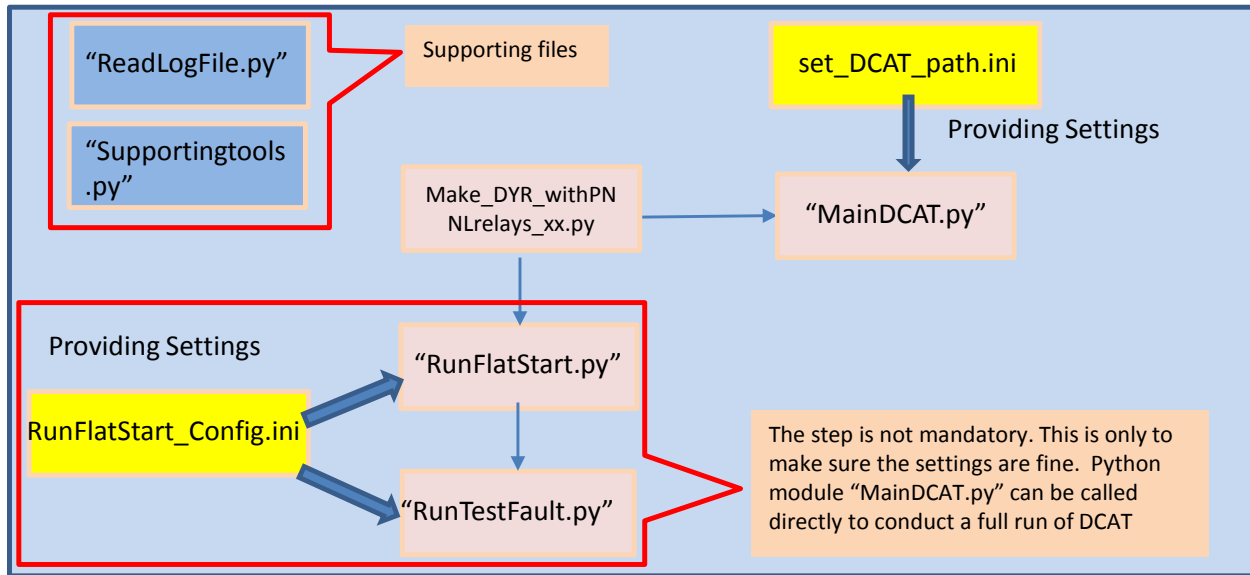 “ReadLogFile.py”
Supporting files
set_DCAT_path.ini
“Supportingtools
.py”
Providing Settings
Make_DYR_withPN
NLrelays_xx.py
“MainDCAT.py”
Providing Settings
“RunFlatStart.py”
RunFlatStart_Config.ini
“RunTestFault.py”
The step is not mandatory. This is only to
make sure the settings are fine.  Python
module “MainDCAT.py” can be called
directly to conduct a full run of DCAT